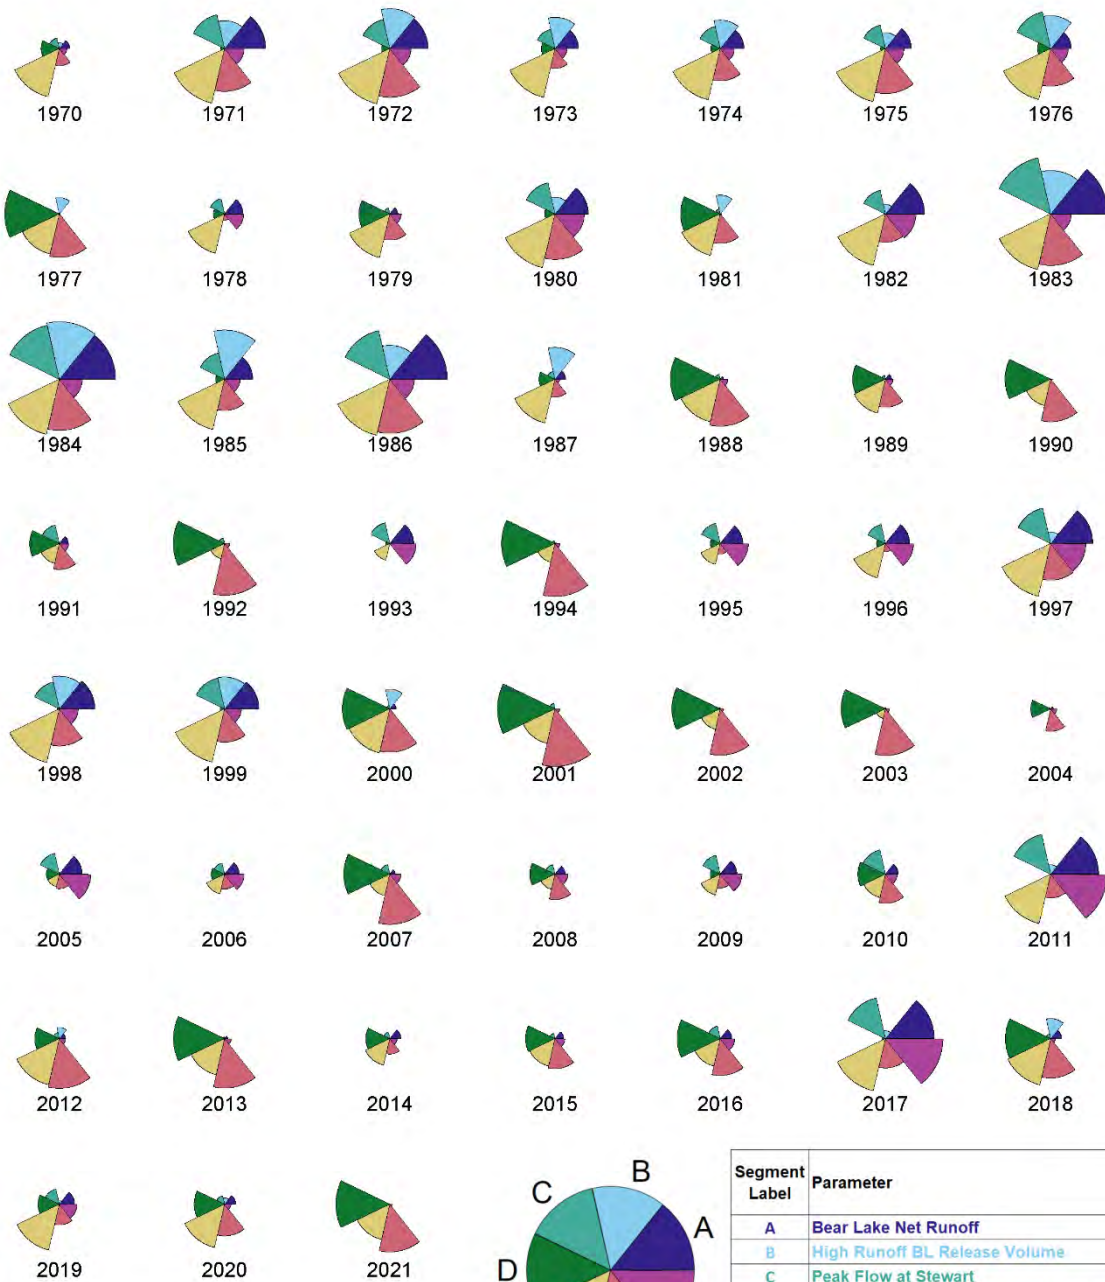 1970 1971 1972 1973 1974 1975 1976
1977 1978 1979 1980 1981 1982 1983
1984 1985 1986 1987 1988 1989 1990
1991 1992 1993 1994 1995 1996 1997
1998 1999 2000 2001 2002 2003 2004
2005 2006 2007 2008 2009 2010 2011
2012 2013 2014 2015 2016 2017 2018
2019 2020 2021
B
C
A
D
Segment Label Parameter
A Bear Lake Net Runoff
B High Runoff BL Release Volume
C Peak Flow at Stewart